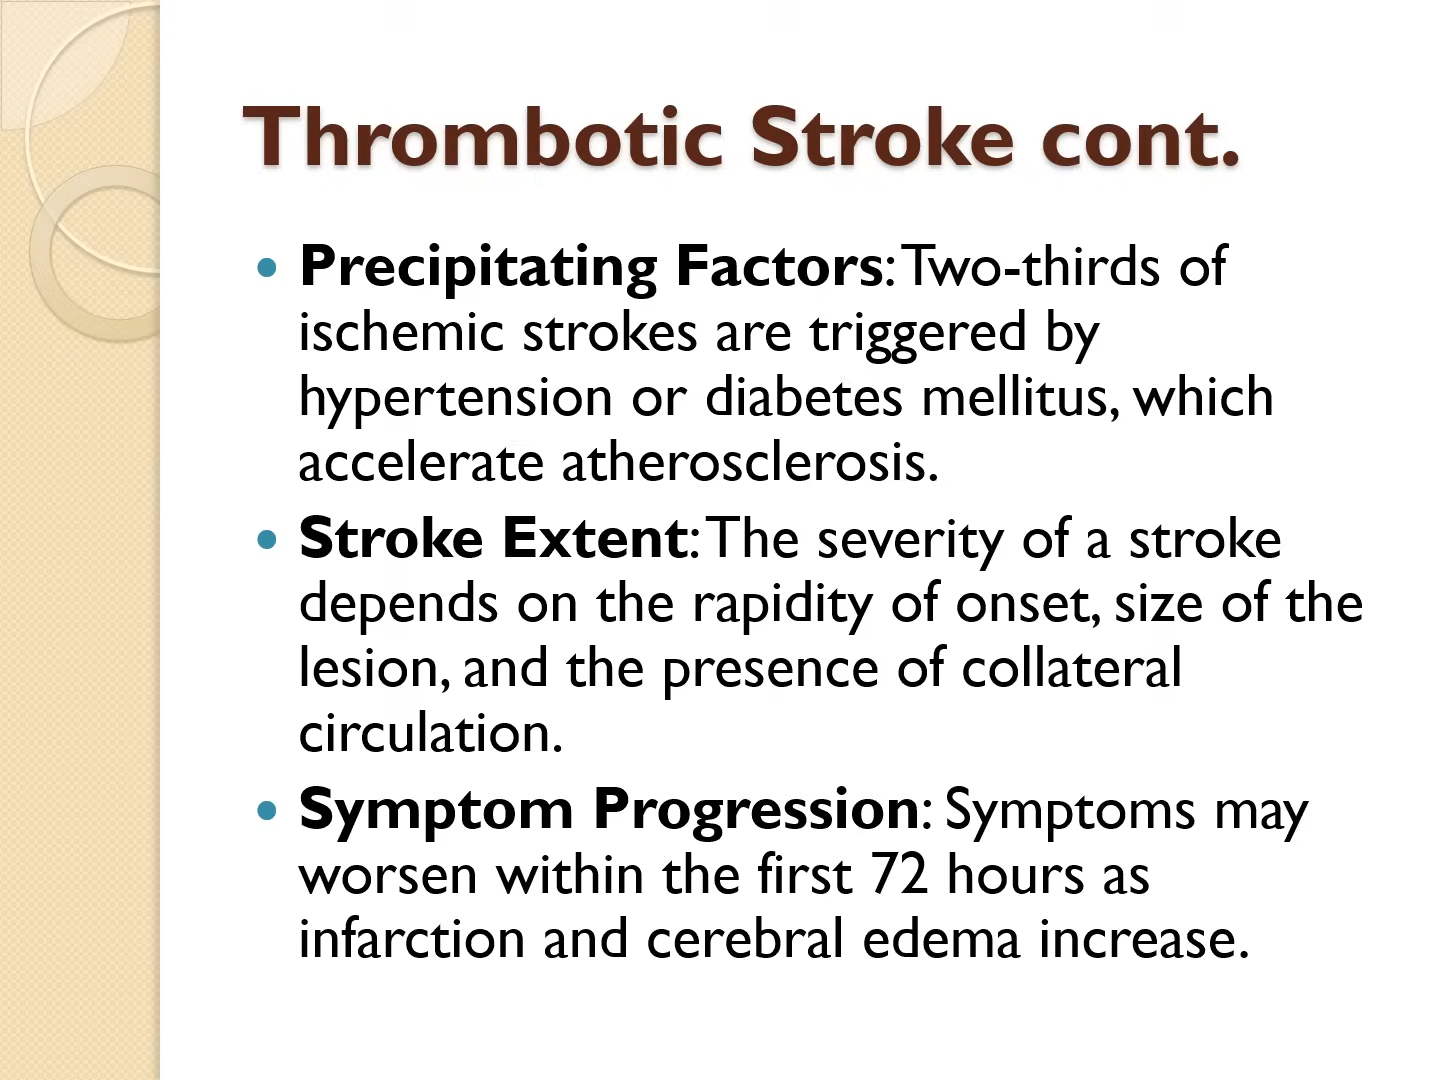 Thrombotic Stroke cont.
• Precipitating Factors: Two-thirds of
ischemic strokes are triggered by
hypertension or diabetes mellitus, which
accelerate atherosclerosis.
• Stroke Extent: The severity of a stroke
depends on the rapidity of onset, size of the
lesion, and the presence of collateral
circulation.
• Symptom Progression: Symptoms may
worsen within the first 72 hours as
infarction and cerebral edema increase.